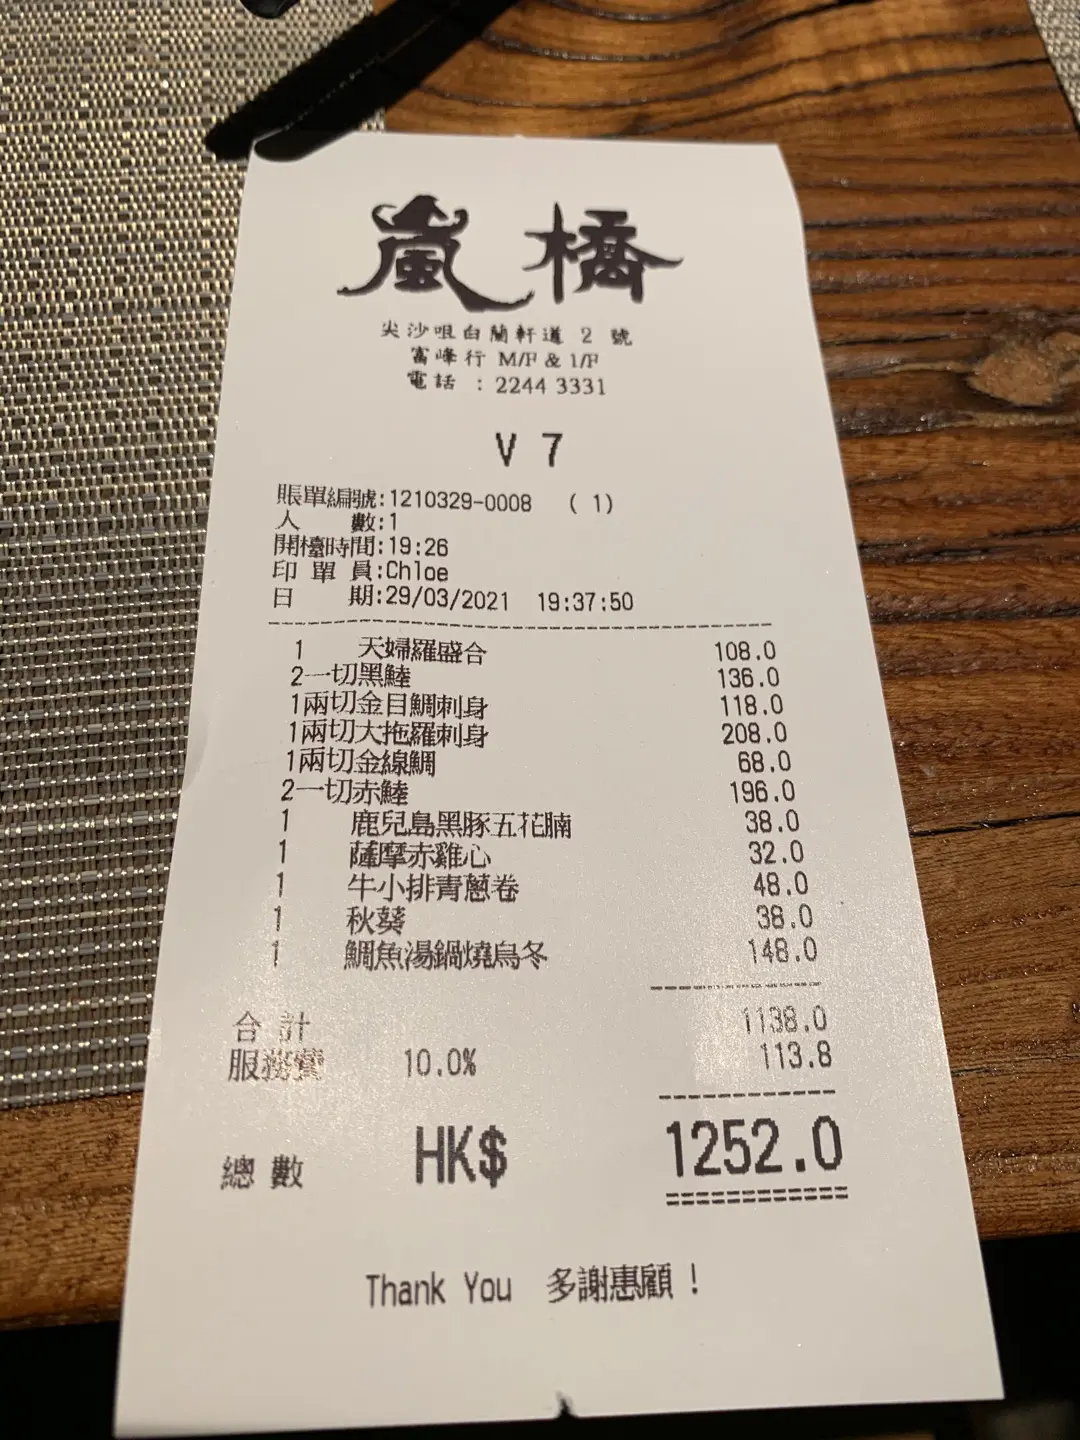 嵐橋
尖沙咀白蘭軒道 2 號
富峰行 M/F & 1/F
電話 : 2244 3331
V 7
賬單編號:1210329-0008 ( 1)
人 數:1
開檯時間:19:26
印 單 員:Chloe
日 期:29/03/2021 19:37:50
1 天婦羅盛合 108.0
2一切黑鯥 136.0
1兩切金目鯛刺身 118.0
1兩切大拖羅刺身 208.0
1兩切金線鯛 68.0
2一切赤鯥 196.0
1 鹿兒島黑豚五花腩 38.0
1 薩摩赤雞心 32.0
1 牛小排青蔥卷 48.0
1 秋葵 38.0
1 鯛魚湯鍋燒烏冬 148.0
合 計 1138.0
服務費 10.0% 113.8
總 數 HK$ 1252.0
Thank You 多謝惠顧 !